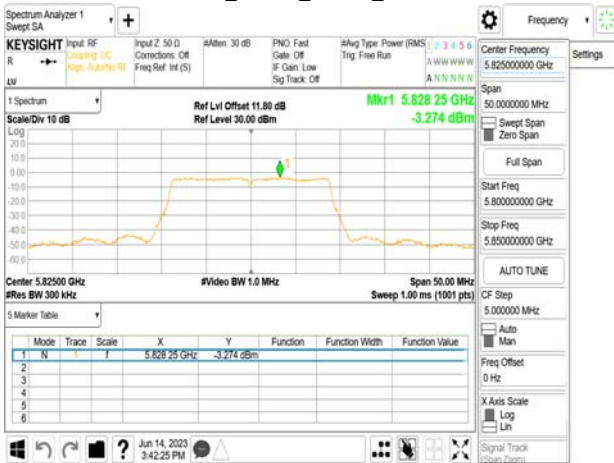 Spectrum Analyzer 1
Swept SA
+
Frequency
KEYSIGHT
R
Input: RF
Coupling: DC
Align: Auto/No RF
Input Z: 50 Ω
Corrections: Off
Freq Ref: Int (S)
#Atten: 30 dB
PNO: Fast
Gate: Off
IF Gain: Low
Sig Track: Off
#Avg Type: Power (RMS
Trig: Free Run
1 2 3 4 5 6
A W W W W W
A N N N N N
1 Spectrum
Scale/Div 10 dB
Ref Lvl Offset 11.80 dB
Ref Level 30.00 dBm
Mkr1 5.828 25 GHz
-3.274 dBm
Log
20.0
10.0
0.00
-10.0
-20.0
-30.0
-40.0
-50.0
-60.0
1
Center 5.82500 GHz
#Res BW 300 kHz
#Video BW 1.0 MHz
Span 50.00 MHz
Sweep 1.00 ms (1001 pts)
5 Marker Table
Mode Trace Scale X Y Function Function Width Function Value
1 N 1 f 5.828 25 GHz -3.274 dBm
2
3
4
5
6
Jun 14, 2023
3:42:25 PM
?
Center Frequency
5.825000000 GHz
Settings
Span
50.0000000 MHz
Swept Span
Zero Span
Full Span
Start Freq
5.800000000 GHz
Stop Freq
5.850000000 GHz
AUTO TUNE
CF Step
5.000000 MHz
Auto
Man
Freq Offset
0 Hz
X Axis Scale
Log
Lin
Signal Track
(Span Zoom)